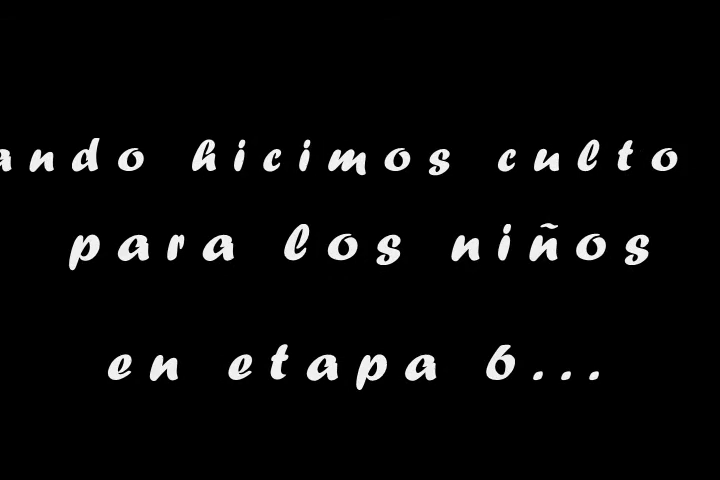 ando hicimos culto
para los niños
en etapa 6...